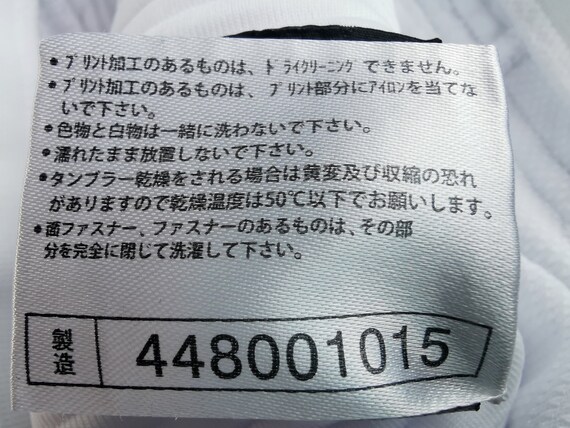 •プリント加工のあるものは、ドライクリーニングできません。
•プリント加工のあるものは、プリント部分にアイロンを当てな
いで下さい。
•色物と白物は一緒に洗わないで下さい。
•濡れたまま放置しないで下さい。
•タンブラー乾燥をされる場合は黄変及び収縮の恐れ
がありますので乾燥温度は50℃以下でお願いします。
•面ファスナー、ファスナーのあるものは、その部
分を完全に閉じて洗濯して下さい。
製造 448001015